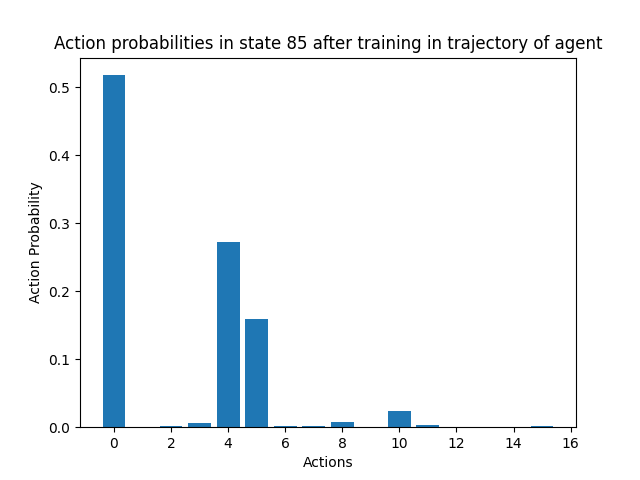 Action probabilities in state 85 after training in trajectory of agent
Action Probability
0.5
0.4
0.3
0.2
0.1
0.0
0 2 4 6 8 10 12 14 16
Actions